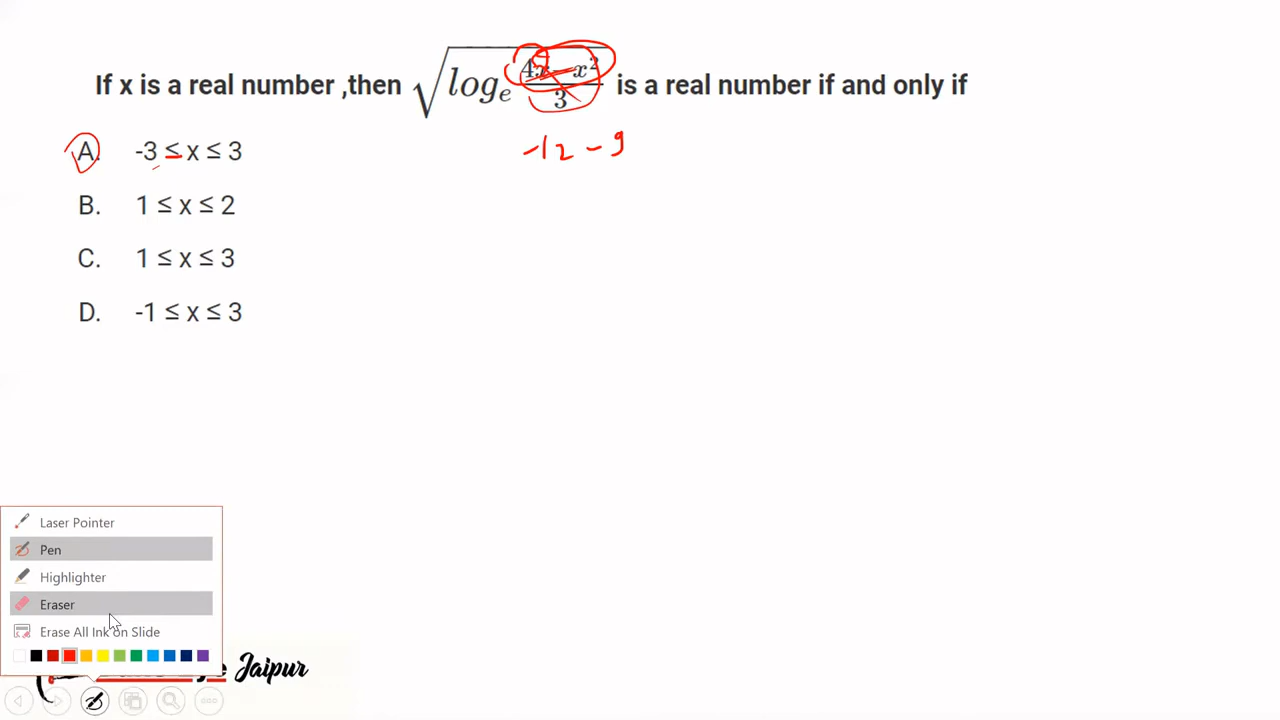 If x is a real number ,then √(log_e (4x − x²)/3) is a real number if and only if
-12 - 9
A. -3 ≤ x ≤ 3
B. 1 ≤ x ≤ 2
C. 1 ≤ x ≤ 3
D. -1 ≤ x ≤ 3
Laser Pointer
Pen
Highlighter
Eraser
Erase All Ink on Slide
Jaipur